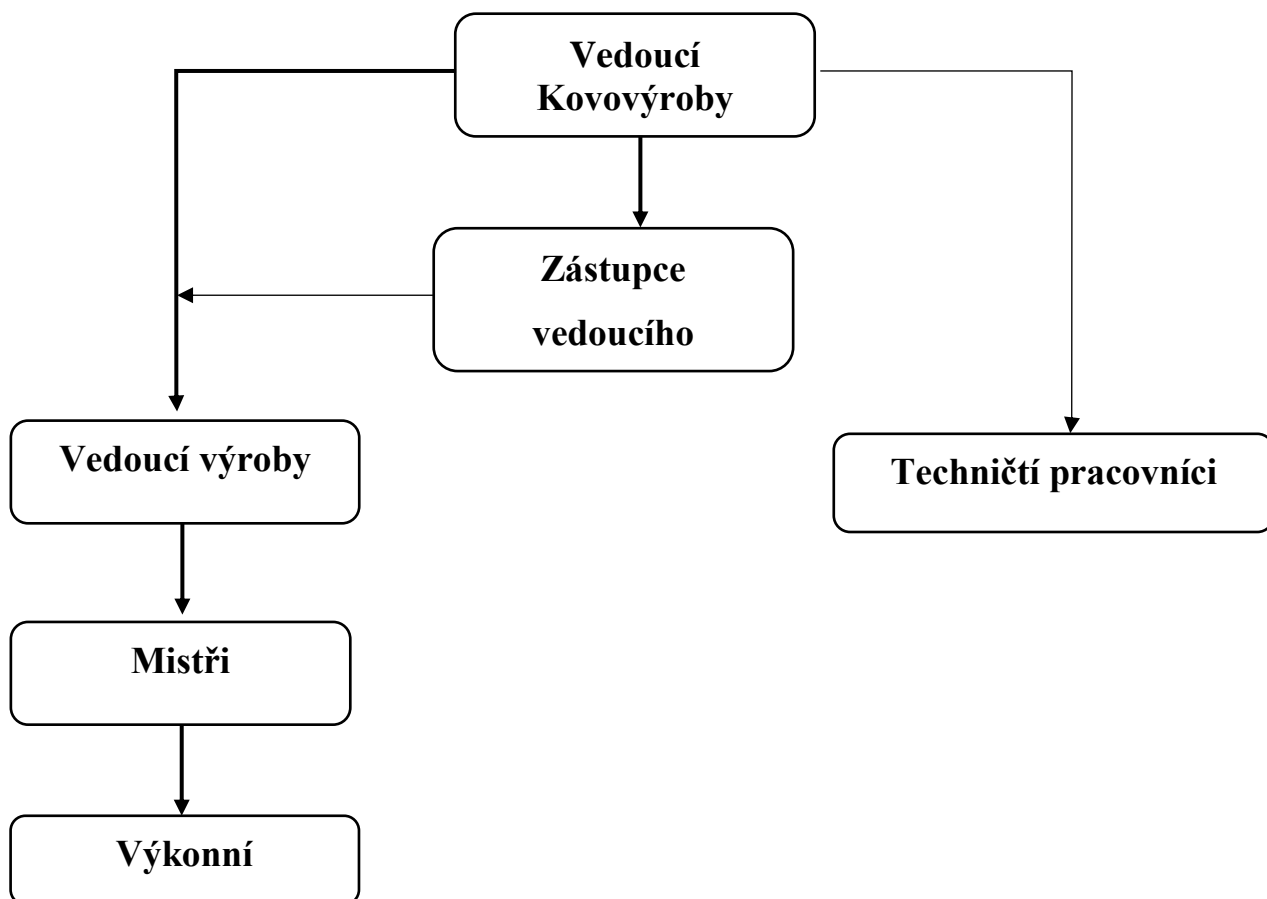 Vedoucí
Kovovýroby
Zástupce
vedoucího
Vedoucí výroby
Techničtí pracovníci
Mistři
Výkonní